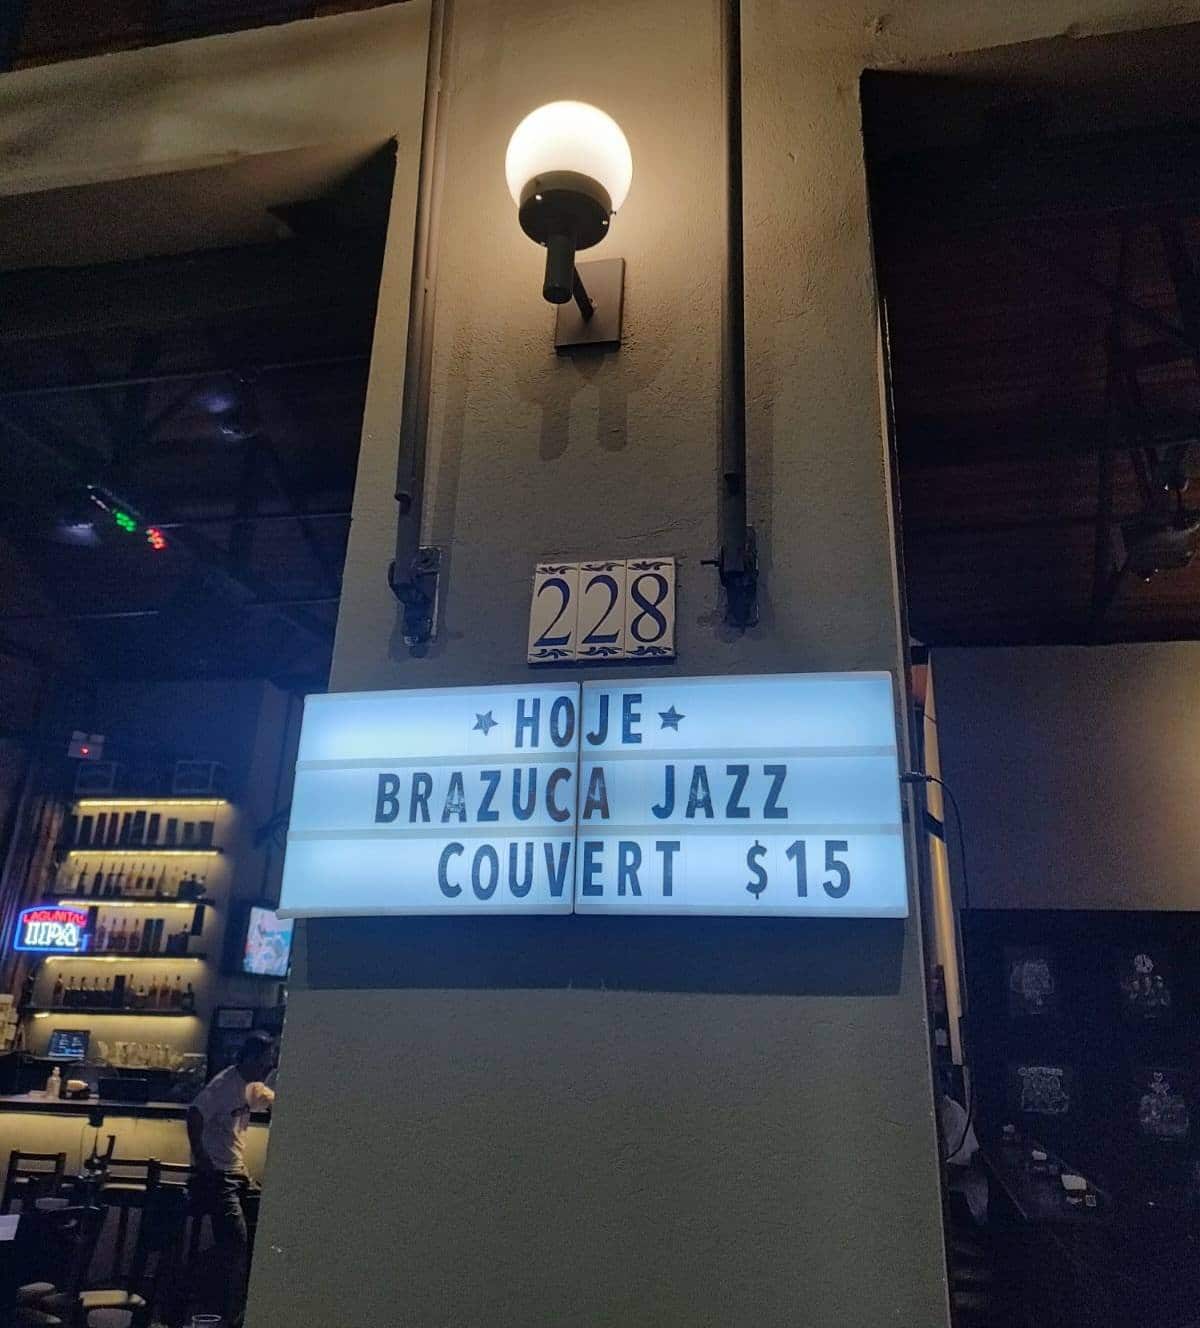 228
★ HOJE ★
BRAZUCA JAZZ
COUVERT $15
LAGUNITAS
IPA